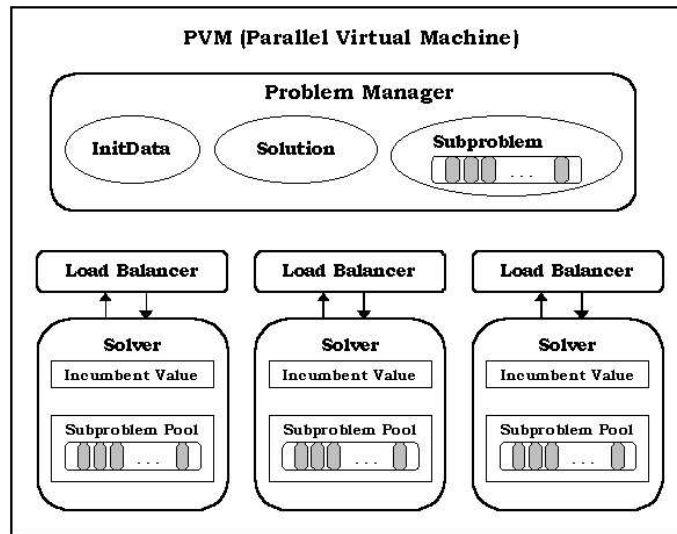 PVM (Parallel Virtual Machine)
Problem Manager
InitData
Solution
Subproblem
. . .
Load Balancer
Load Balancer
Load Balancer
Solver
Solver
Solver
Incumbent Value
Incumbent Value
Incumbent Value
Subproblem Pool
Subproblem Pool
Subproblem Pool
. . .
. . .
. . .